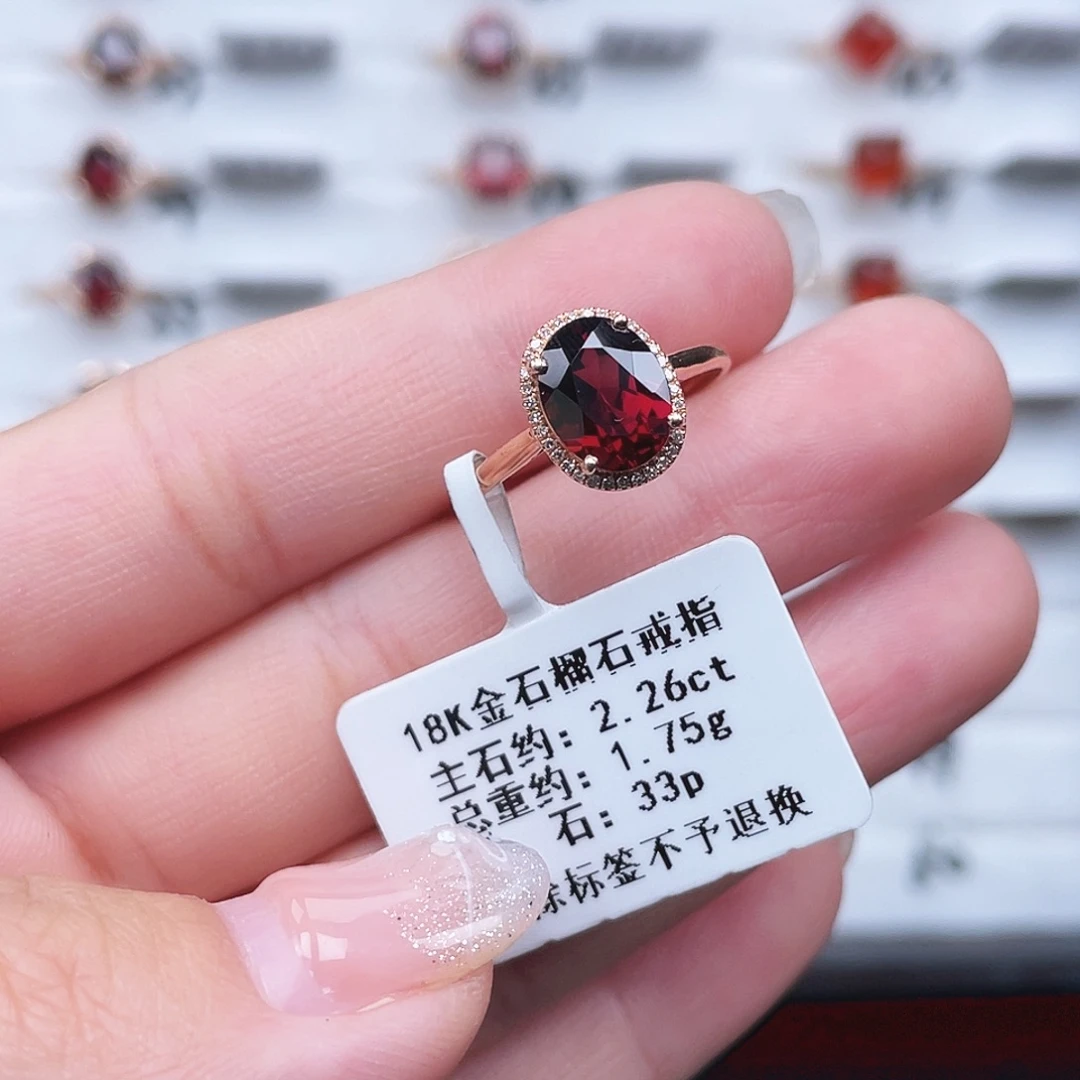 18K金石榴石戒指
主石约: 2.26ct
总重约: 1.75g
石: 33p
除标签不予退换